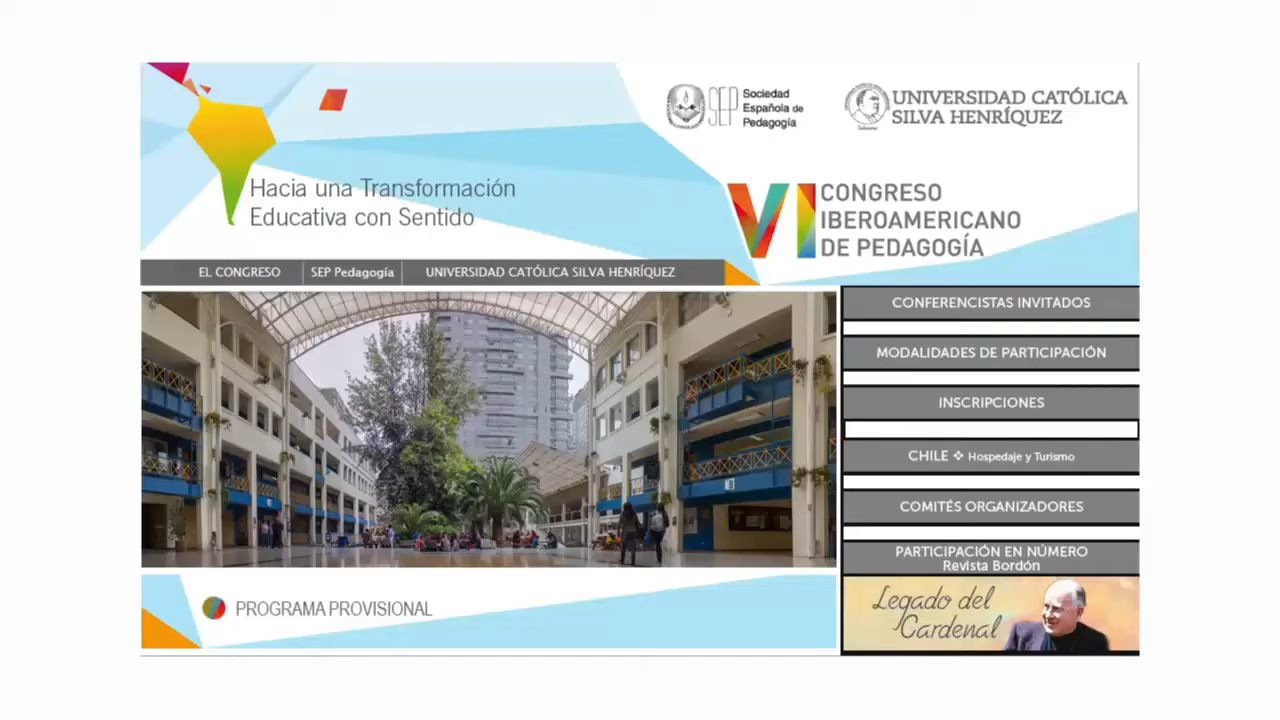 Sociedad
Española de
Pedagogía
SEP
UNIVERSIDAD CATÓLICA
SILVA HENRÍQUEZ
Hacia una Transformación
Educativa con Sentido
VI
CONGRESO
IBEROAMERICANO
DE PEDAGOGÍA
EL CONGRESO
SEP Pedagogía
UNIVERSIDAD CATÓLICA SILVA HENRÍQUEZ
CONFERENCISTAS INVITADOS
MODALIDADES DE PARTICIPACIÓN
INSCRIPCIONES
CHILE ❖ Hospedaje y Turismo
COMITÉS ORGANIZADORES
PARTICIPACIÓN EN NÚMERO
Revista Bordón
Legado del
Cardenal
PROGRAMA PROVISIONAL